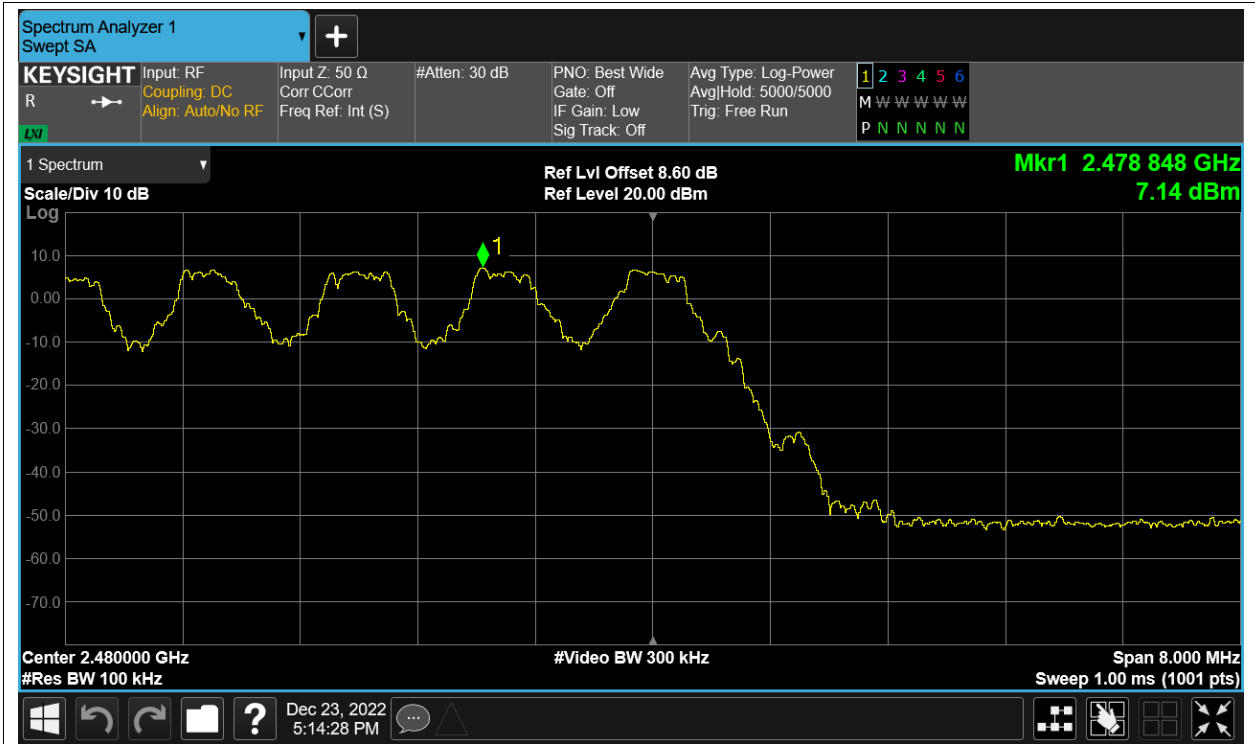 Spectrum Analyzer 1
Swept SA
+
KEYSIGHT
R
LXI
Input: RF
Coupling: DC
Align: Auto/No RF
Input Z: 50 Ω
Corr CCorr
Freq Ref: Int (S)
#Atten: 30 dB
PNO: Best Wide
Gate: Off
IF Gain: Low
Sig Track: Off
Avg Type: Log-Power
Avg|Hold: 5000/5000
Trig: Free Run
1 2 3 4 5 6
M W W W W W W
P N N N N N N
1 Spectrum
Scale/Div 10 dB
Log
Ref Lvl Offset 8.60 dB
Ref Level 20.00 dBm
Mkr1 2.478 848 GHz
7.14 dBm
1
10.0
0.00
-10.0
-20.0
-30.0
-40.0
-50.0
-60.0
-70.0
Center 2.480000 GHz
#Video BW 300 kHz
Span 8.000 MHz
#Res BW 100 kHz
Sweep 1.00 ms (1001 pts)
?
Dec 23, 2022
5:14:28 PM